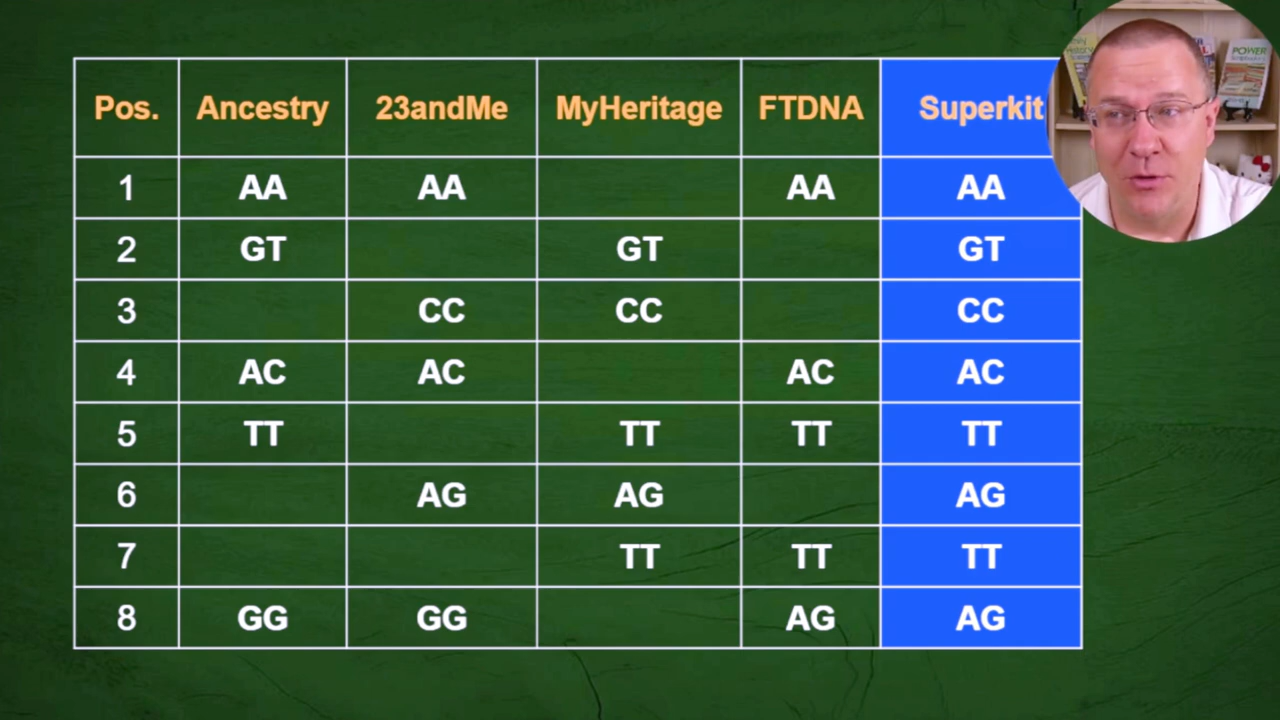 Pos. Ancestry 23andMe MyHeritage FTDNA Superkit
1 AA AA AA AA
2 GT GT GT
3 CC CC CC
4 AC AC AC AC
5 TT TT TT TT
6 AG AG AG
7 TT TT TT
8 GG GG AG AG
POWER